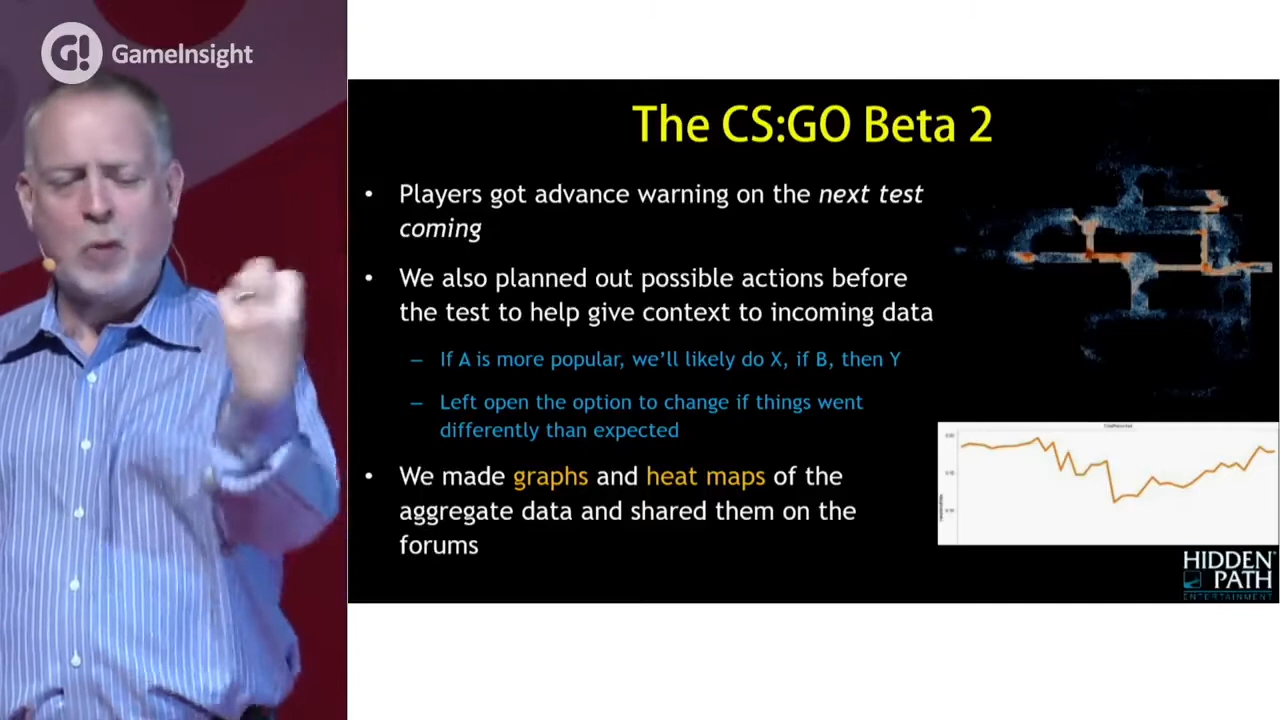 G!
GameInsight
The CS:GO Beta 2
• Players got advance warning on the next test
coming
• We also planned out possible actions before
the test to help give context to incoming data
– If A is more popular, we'll likely do X, if B, then Y
– Left open the option to change if things went
differently than expected
• We made graphs and heat maps of the
aggregate data and shared them on the
forums
HIDDEN
PATH
ENTERTAINMENT